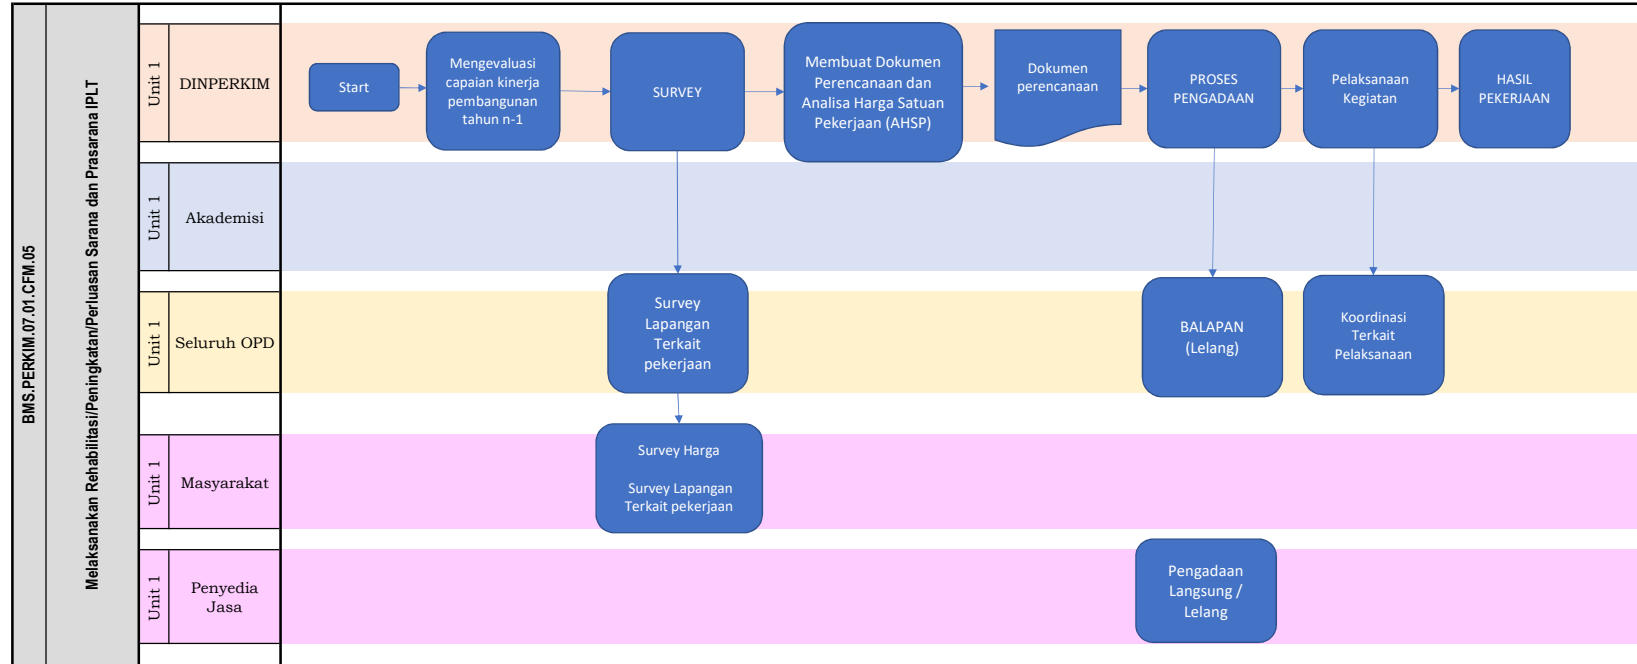 BMS.PERKIM.07.01.CFM.05
Melaksanakan Rehabilitasi/Peningkatan/Perluasan Sarana dan Prasarana IPLT
Unit 1
DINPERKIM
Start
Mengevaluasi
capaian kinerja
pembangunan
tahun n-1
SURVEY
Membuat Dokumen
Perencanaan dan
Analisa Harga Satuan
Pekerjaan (AHSP)
Dokumen
perencanaan
PROSES
PENGADAAN
Pelaksanaan
Kegiatan
HASIL
PEKERJAAN
Unit 1
Akademisi
Unit 1
Seluruh OPD
Survey
Lapangan
Terkait
pekerjaan
BALAPAN
(Lelang)
Koordinasi
Terkait
Pelaksanaan
Unit 1
Masyarakat
Survey Harga
Survey Lapangan
Terkait pekerjaan
Unit 1
Penyedia
Jasa
Pengadaan
Langsung /
Lelang